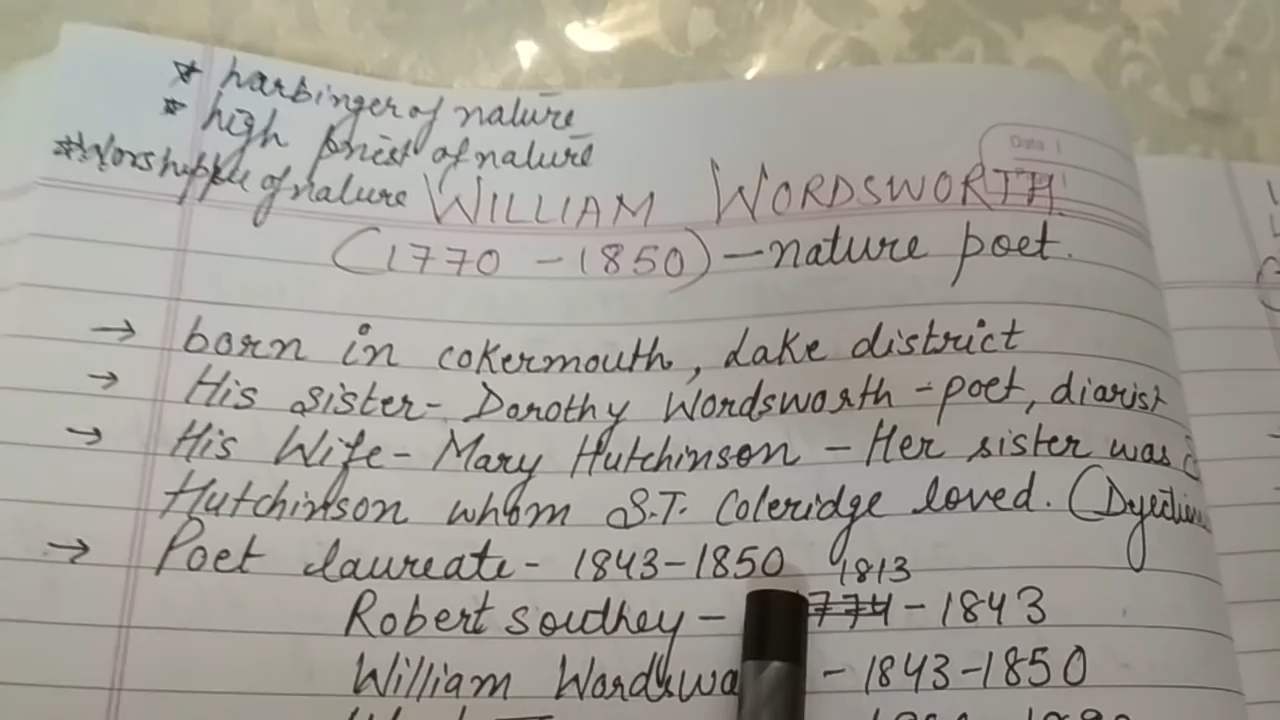 * harbinger of nature
* high priest of nature
*Worshippe of nature
WILLIAM WORDSWORTH
(1770 - 1850) - nature poet.
→ born in cokermouth, Lake district
→ His sister - Dorothy Wordsworth - poet, diarist
→ His Wife - Mary Hutchinson - Her sister was
Hutchinson whom S.T. Coleridge loved.
→ Poet laureate - 1843-1850
1813
Robert southey - 1774 - 1843
William Wordswo - 1843-1850